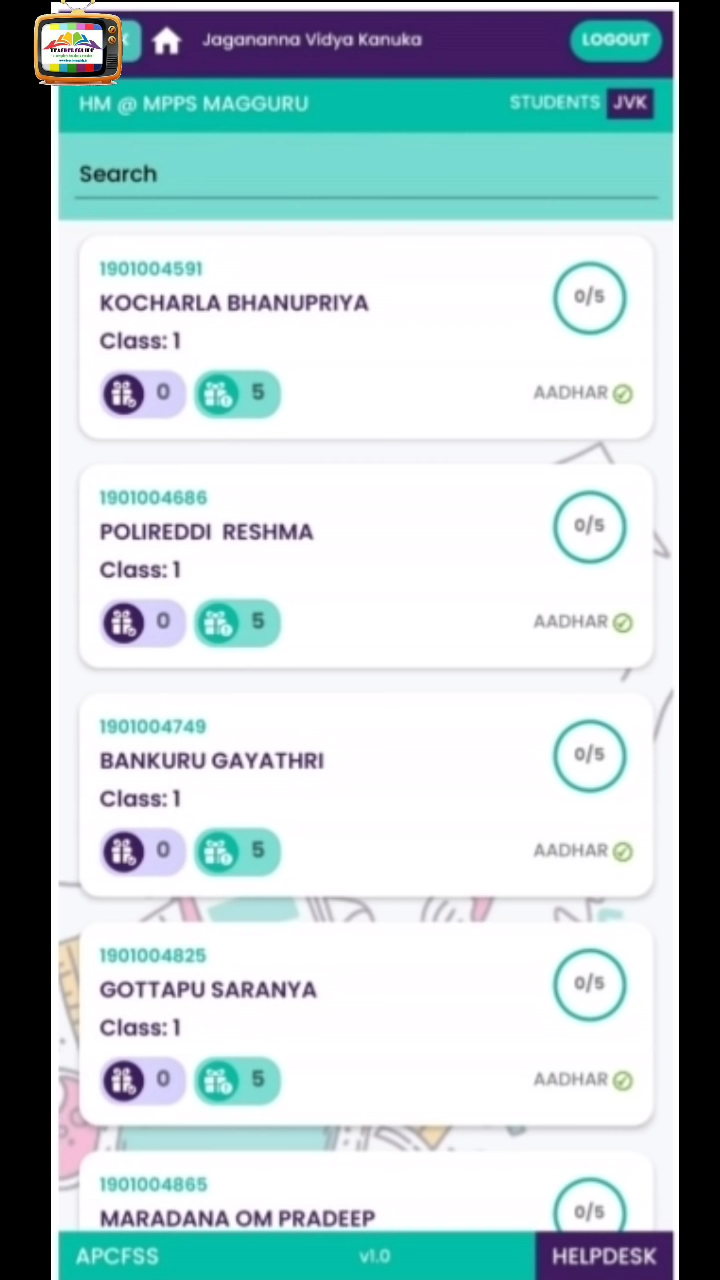 K
Jagananna Vidya Kanuka
LOGOUT
HM @ MPPS MAGGURU
STUDENTS JVK
Search
1901004591
KOCHARLA BHANUPRIYA
0/5
Class: 1
0 5
AADHAR
1901004686
POLIREDDI RESHMA
0/5
Class: 1
0 5
AADHAR
1901004749
BANKURU GAYATHRI
0/5
Class: 1
0 5
AADHAR
1901004825
GOTTAPU SARANYA
0/5
Class: 1
0 5
AADHAR
1901004865
MARADANA OM PRADEEP
0/5
APCFSS
v1.0
HELPDESK